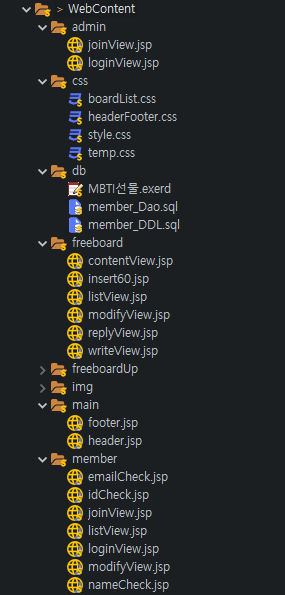 > WebContent
admin
joinView.jsp
loginView.jsp
css
boardList.css
headerFooter.css
style.css
temp.css
db
MBTI선물.exerd
member_Dao.sql
member_DDL.sql
freeboard
contentView.jsp
insert60.jsp
listView.jsp
modifyView.jsp
replyView.jsp
writeView.jsp
freeboardUp
img
main
footer.jsp
header.jsp
member
emailCheck.jsp
idCheck.jsp
joinView.jsp
listView.jsp
loginView.jsp
modifyView.jsp
nameCheck.jsp